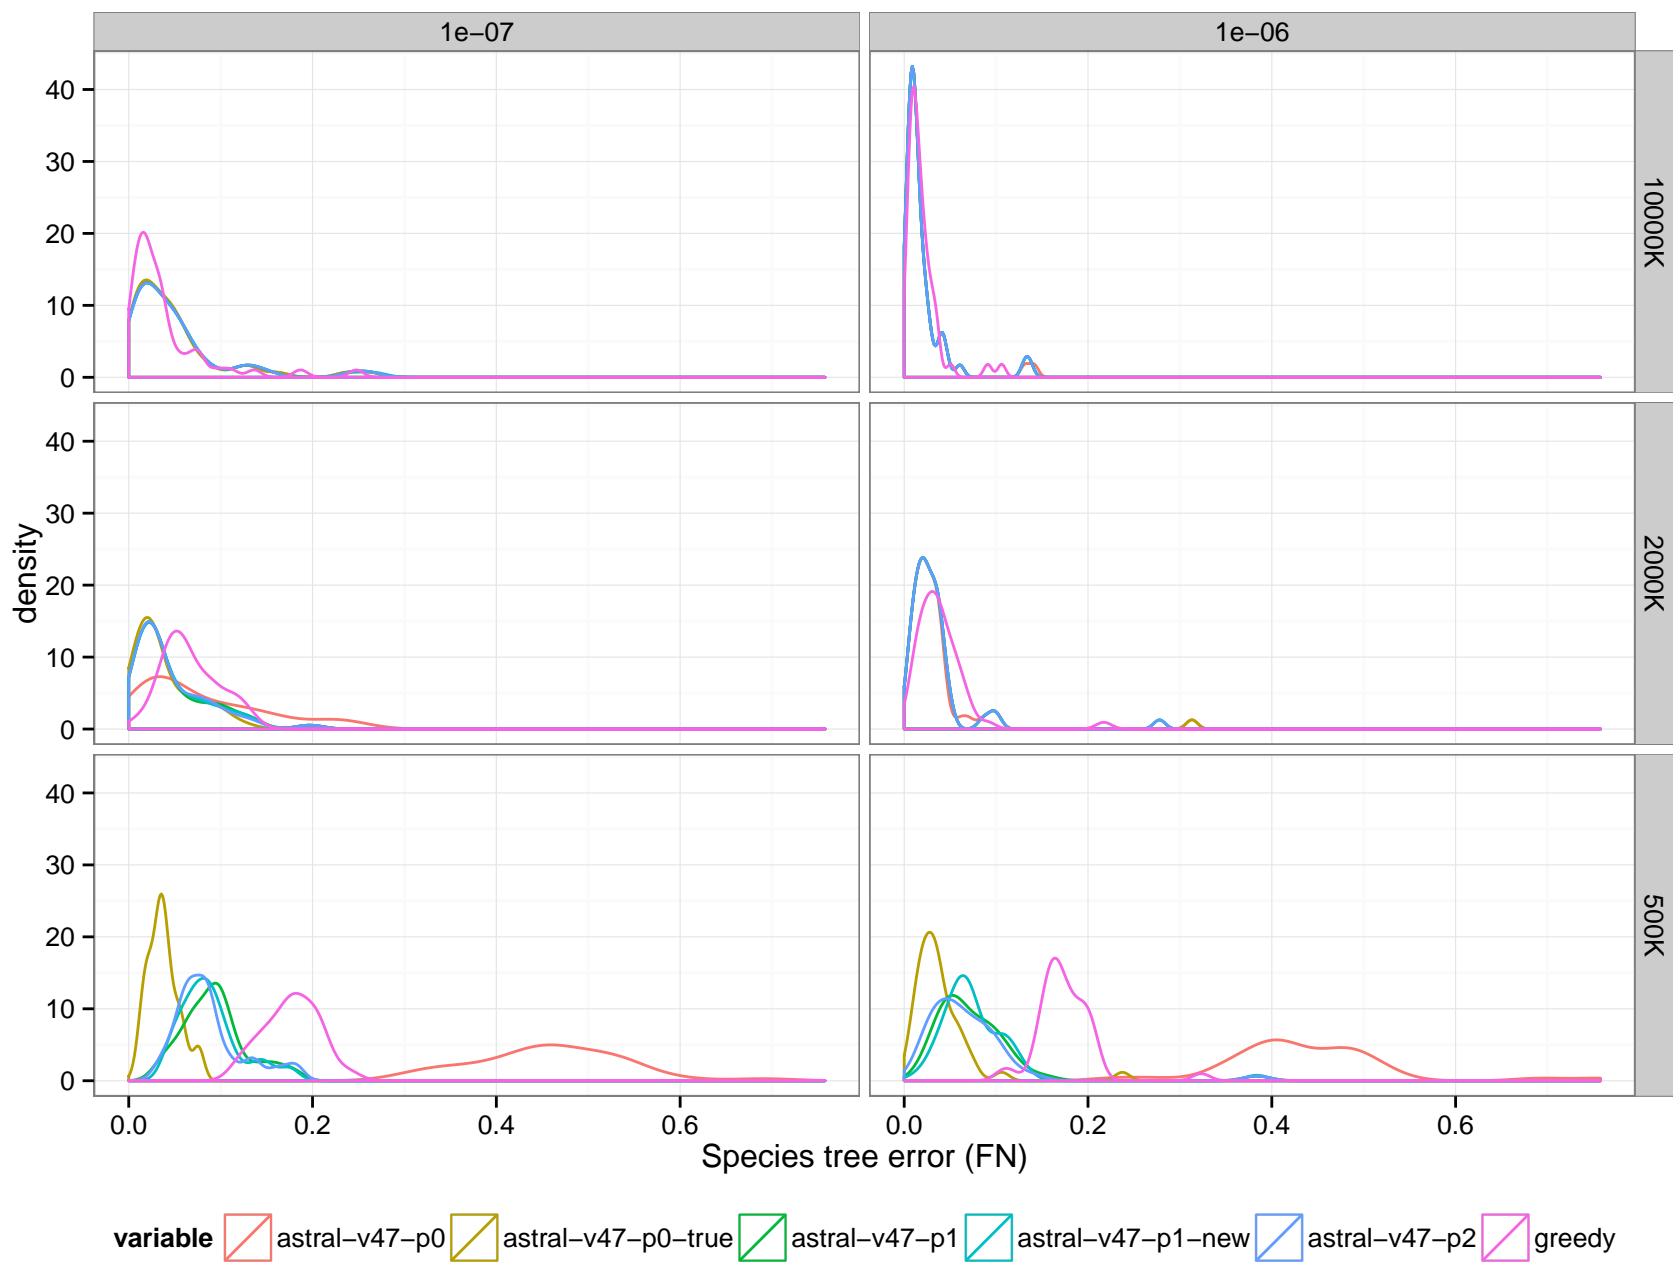 1e−07
1e−06
40
30
20
10
0
10000K
40
30
20
10
0
2000K
density
40
30
20
10
0
500K
0.0 0.2 0.4 0.6
0.0 0.2 0.4 0.6
Species tree error (FN)
variable astral−v47−p0 astral−v47−p0−true astral−v47−p1 astral−v47−p1−new astral−v47−p2 greedy